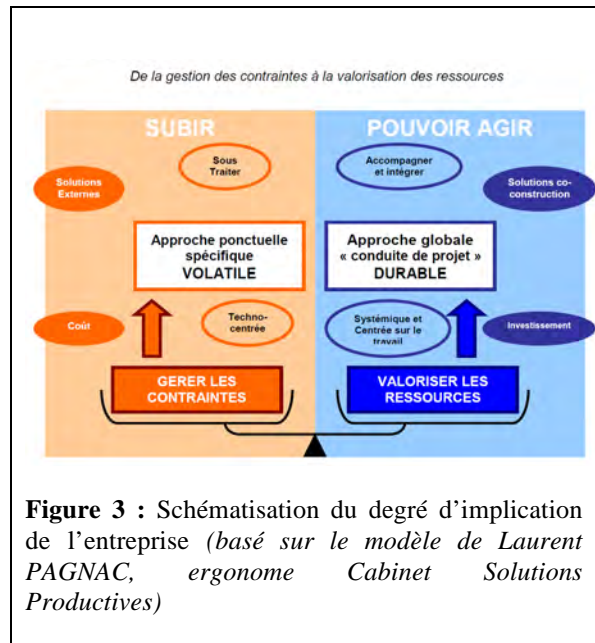 De la gestion des contraintes à la valorisation des ressources
SUBIR
POUVOIR AGIR
Solutions
Externes
Sous
Traiter
Accompagner
et intégrer
Solutions co-
construction
Approche ponctuelle
spécifique
VOLATILE
Approche globale
« conduite de projet »
DURABLE
Coût
Techno-
centrée
Systémique et
Centrée sur le
travail
Investissement
GERER LES
CONTRAINTES
VALORISER LES
RESSOURCES
Figure 3 : Schématisation du degré d’implication
de l’entreprise (basé sur le modèle de Laurent
PAGNAC, ergonome Cabinet Solutions
Productives)